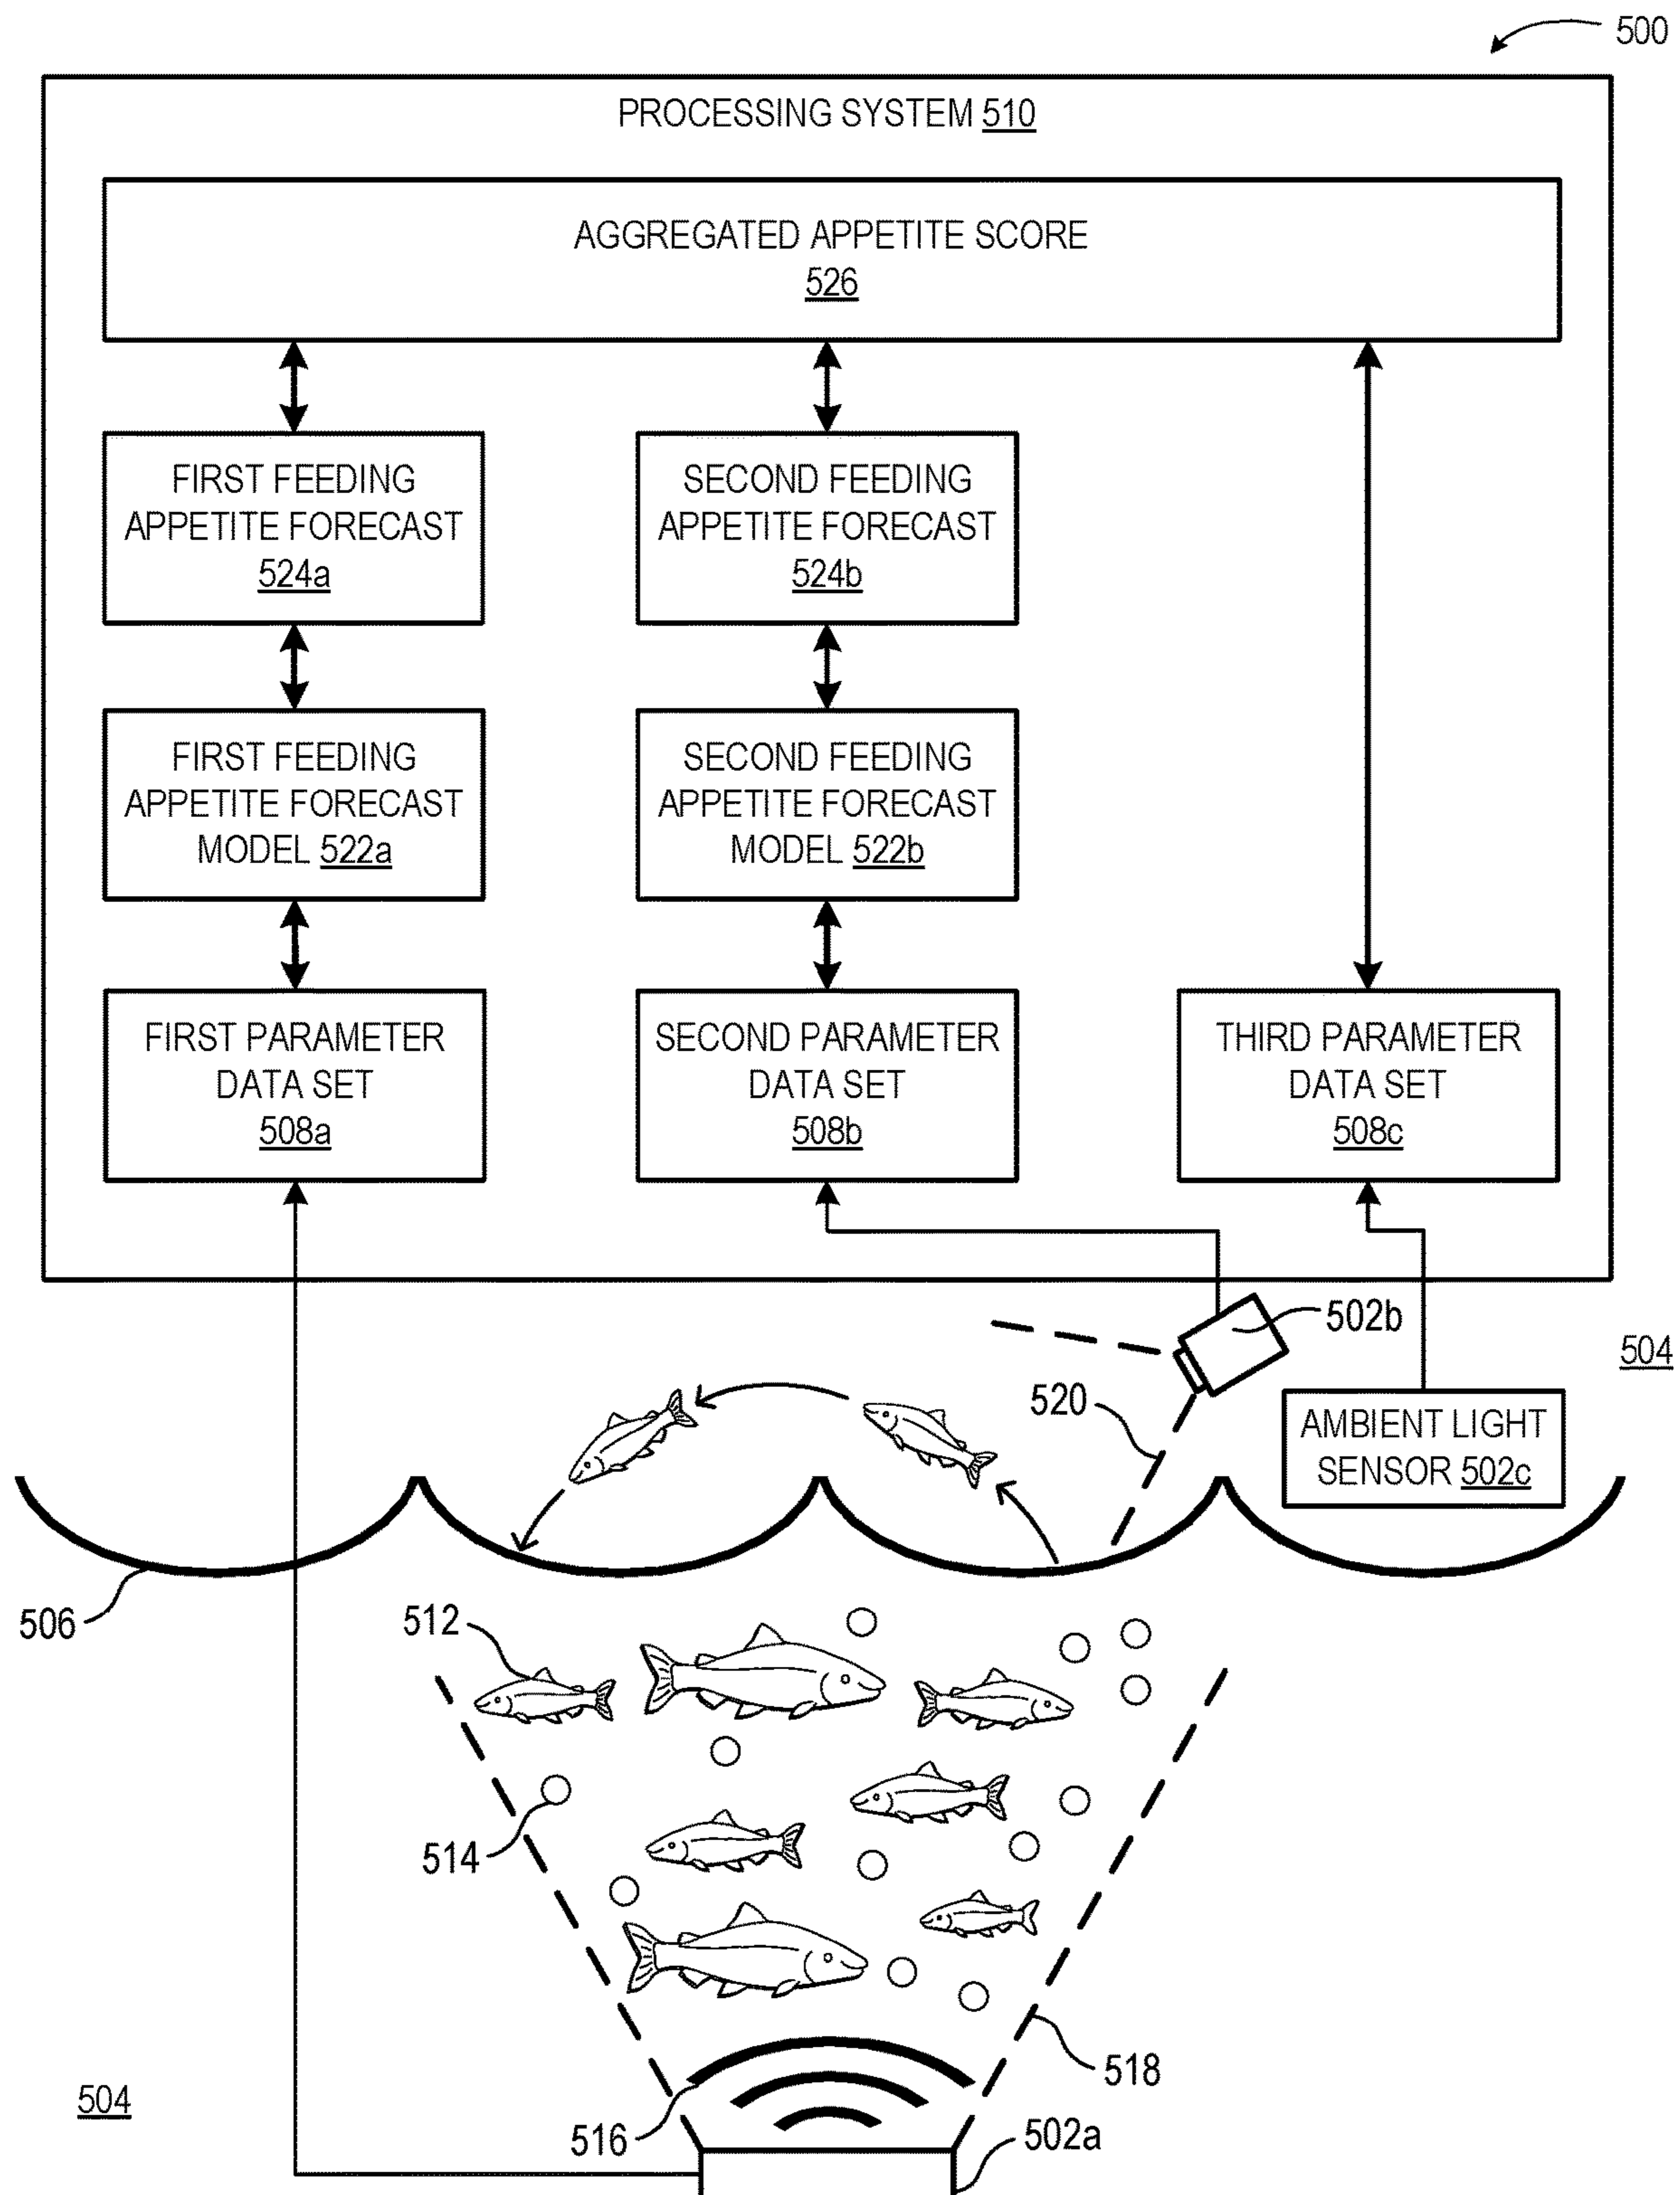 500
PROCESSING SYSTEM 510
AGGREGATED APPETITE SCORE
526
FIRST FEEDING
APPETITE FORECAST
524a
SECOND FEEDING
APPETITE FORECAST
524b
FIRST FEEDING
APPETITE FORECAST
MODEL 522a
SECOND FEEDING
APPETITE FORECAST
MODEL 522b
FIRST PARAMETER
DATA SET
508a
SECOND PARAMETER
DATA SET
508b
THIRD PARAMETER
DATA SET
508c
502b
504
520
AMBIENT LIGHT
SENSOR 502c
506
512
514
518
504
516
502a